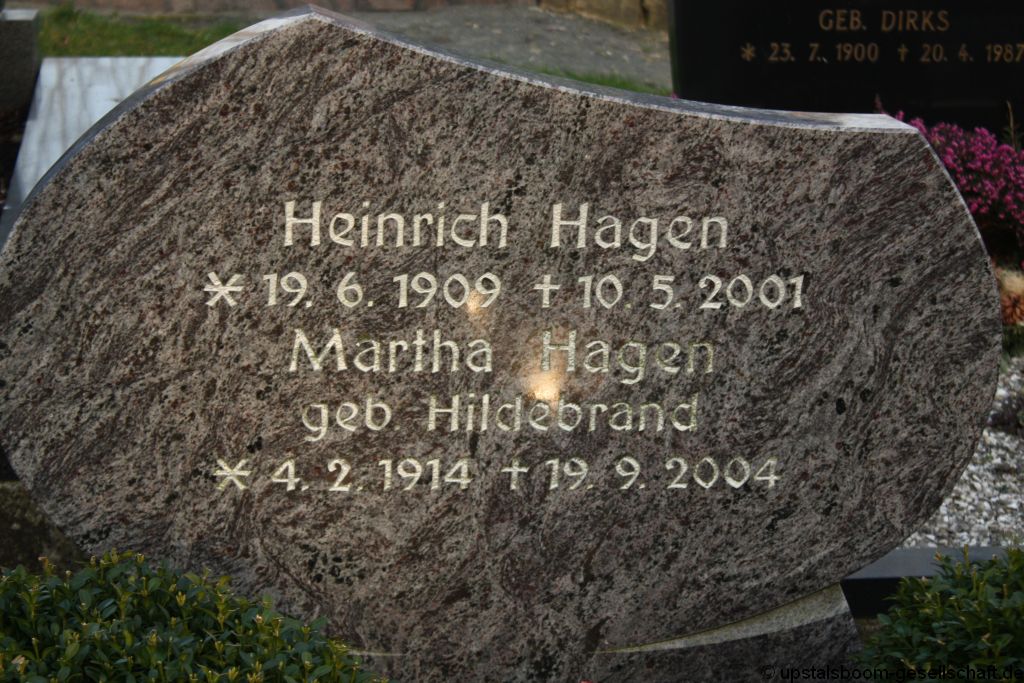 GEB. DIRKS
* 23. 7. 1900 † 20. 4. 1987
Heinrich Hagen
* 19. 6. 1909 † 10. 5. 2001
Martha Hagen
geb. Hildebrand
* 4. 2. 1914 † 19. 9. 2004
© upstalsboom-gesellschaft.de